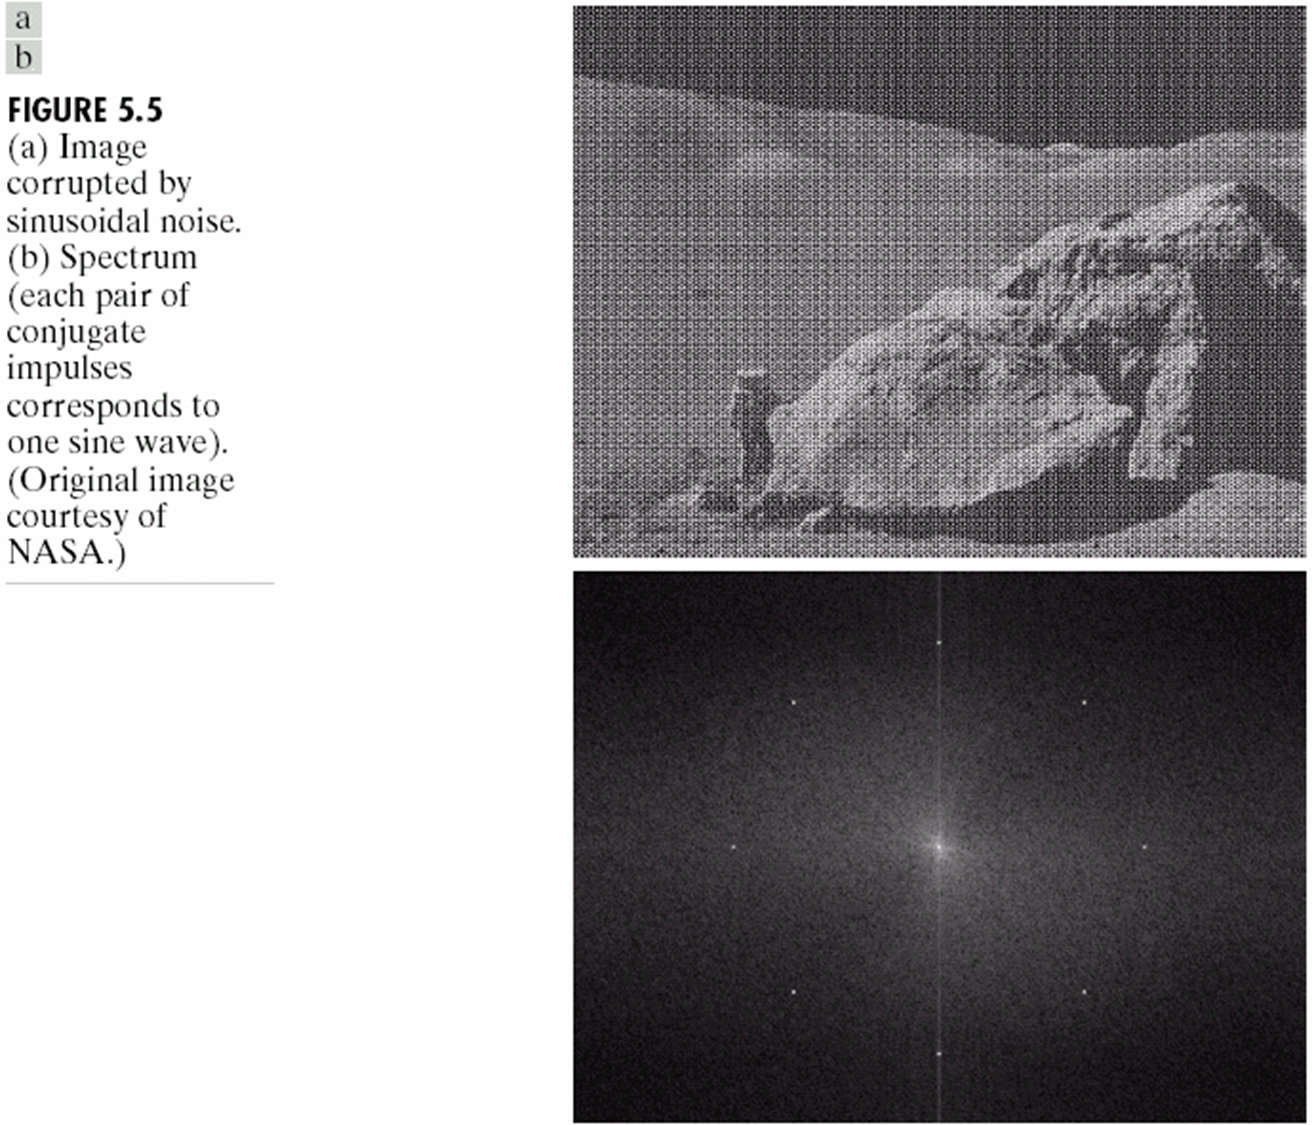 a
b
FIGURE 5.5
(a) Image
corrupted by
sinusoidal noise.
(b) Spectrum
(each pair of
conjugate
impulses
corresponds to
one sine wave).
(Original image
courtesy of
NASA.)